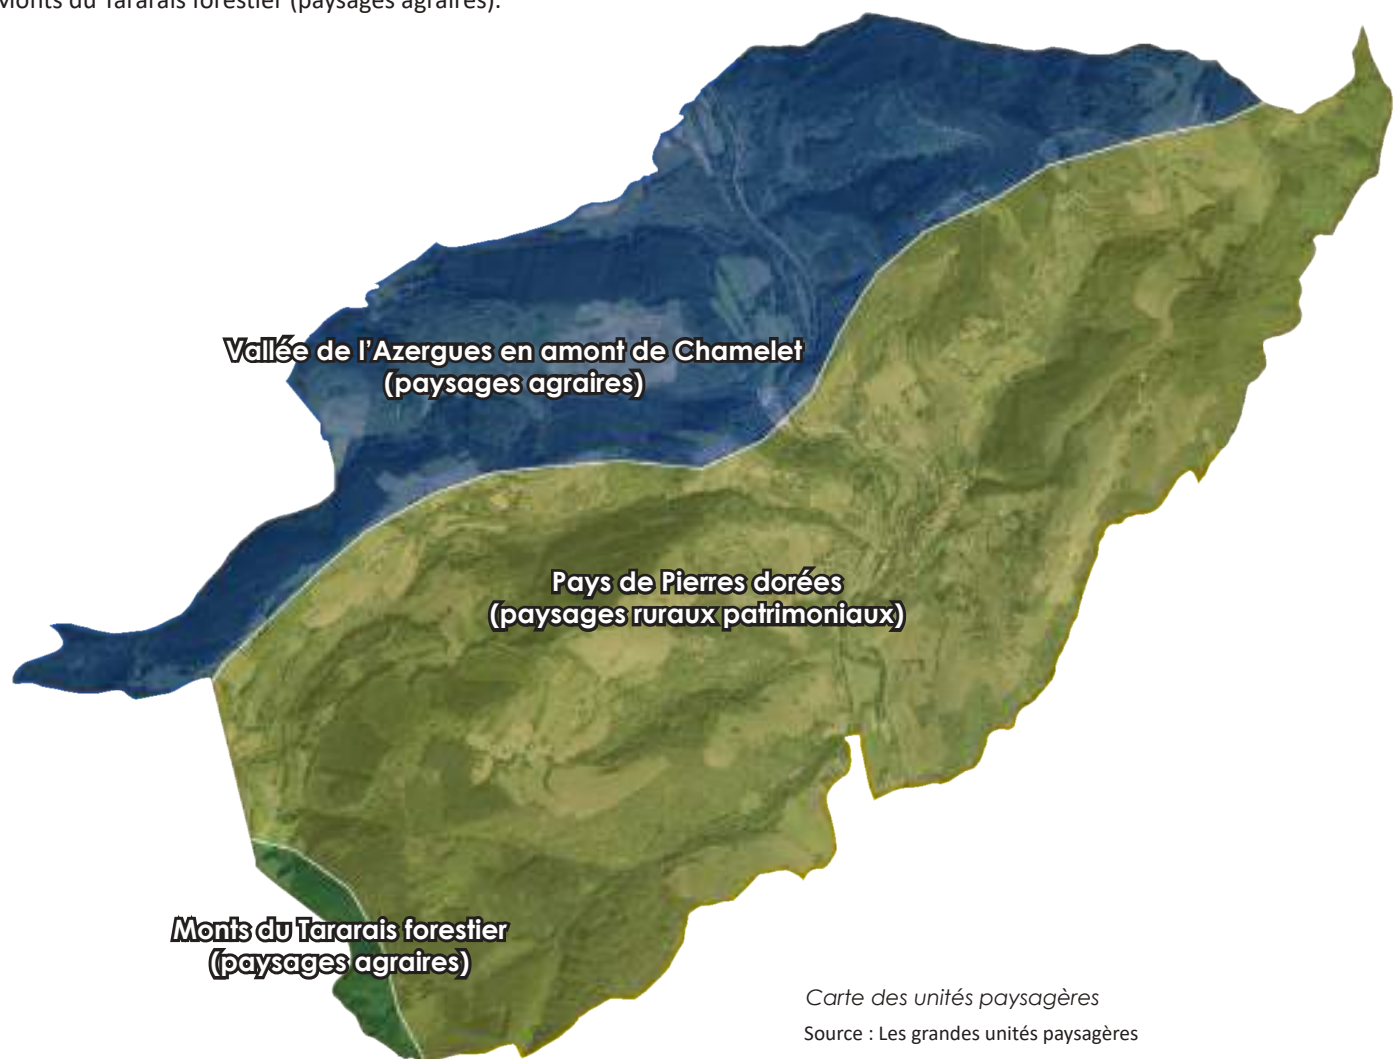 Monts du Tararais forestier (paysages agraires).
Vallée de l'Azergues en amont de Chamelet
(paysages agraires)
Pays de Pierres dorées
(paysages ruraux patrimoniaux)
Monts du Tararais forestier
(paysages agraires)
Carte des unités paysagères
Source : Les grandes unités paysagères